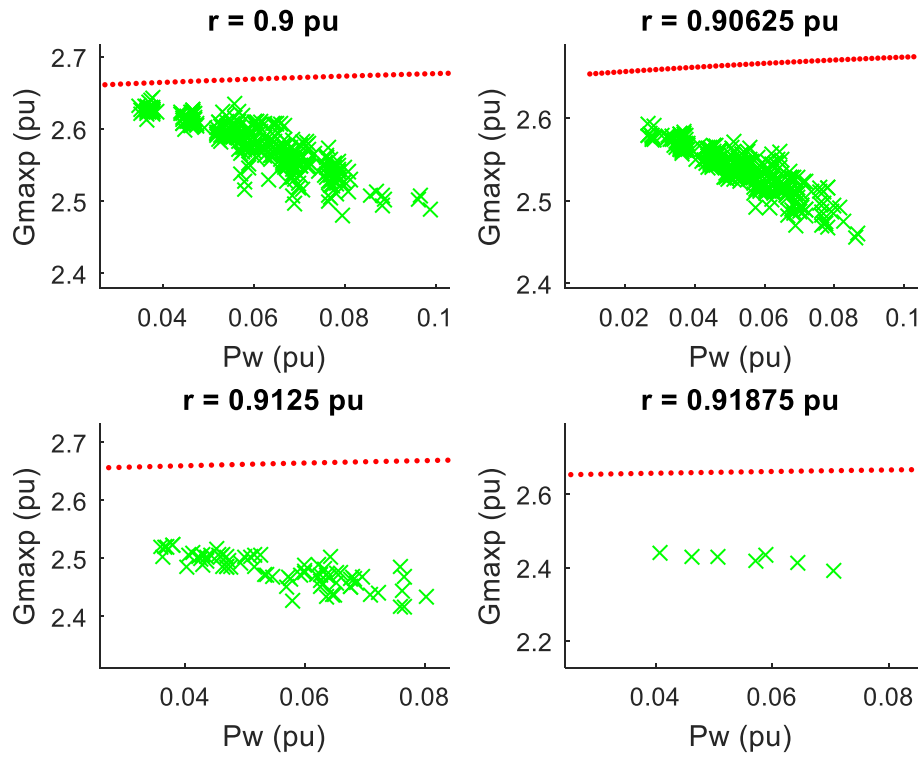 r = 0.9 pu
2.7
2.6
2.5
2.4
Gmaxp (pu)
0.04 0.06 0.08 0.1
Pw (pu)
r = 0.90625 pu
2.6
2.5
2.4
Gmaxp (pu)
0.02 0.04 0.06 0.08 0.1
Pw (pu)
r = 0.9125 pu
2.7
2.6
2.5
2.4
Gmaxp (pu)
0.04 0.06 0.08
Pw (pu)
r = 0.91875 pu
2.6
2.4
2.2
Gmaxp (pu)
0.04 0.06 0.08
Pw (pu)